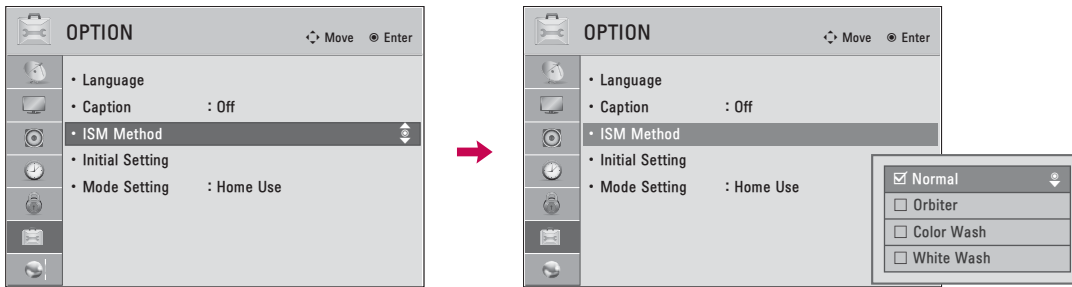 OPTION
Move Enter
• Language
• Caption : Off
• ISM Method
• Initial Setting
• Mode Setting : Home Use
OPTION
Move Enter
• Language
• Caption : Off
• ISM Method
• Initial Setting
• Mode Setting : Home Use
Normal
Orbiter
Color Wash
White Wash